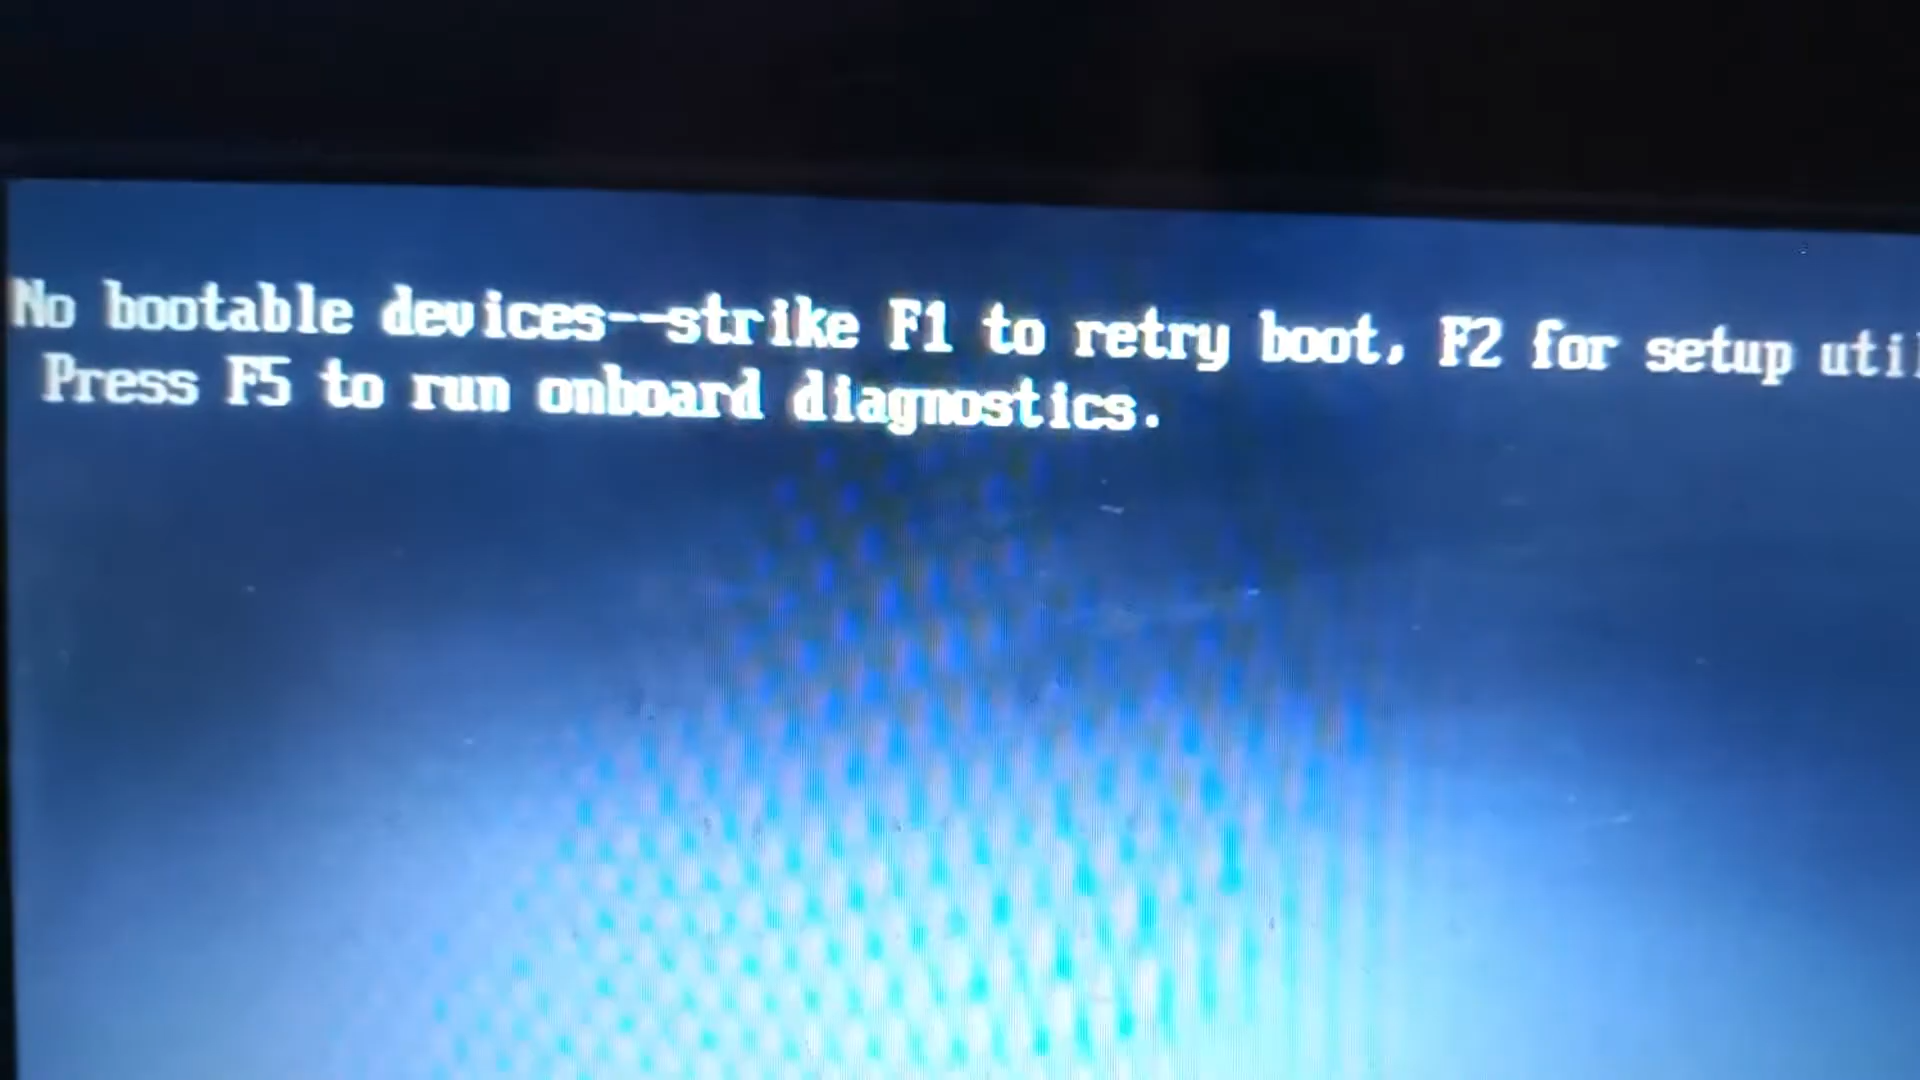 No bootable devices--strike F1 to retry boot, F2 for setup
Press F5 to run onboard diagnostics.